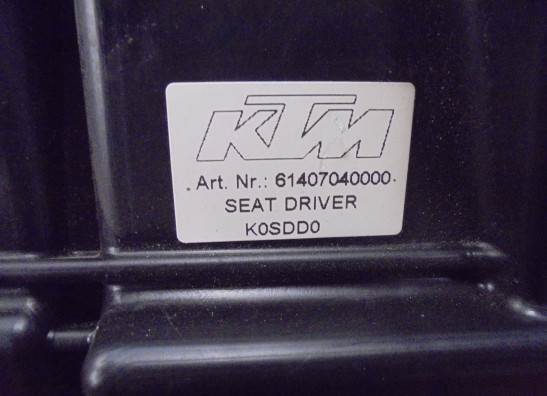 KTM
Art. Nr.: 61407040000
SEAT DRIVER
K0SDD0